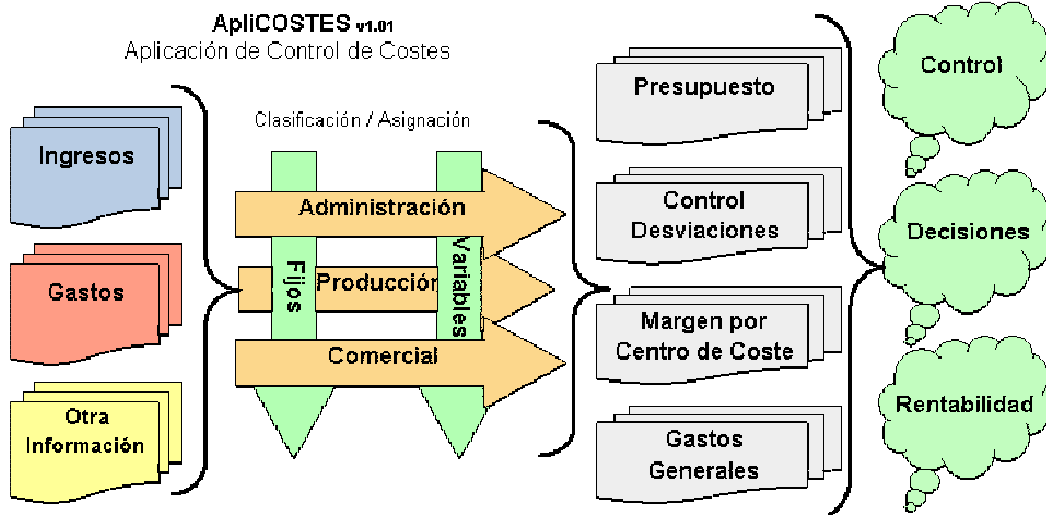 ApliCOSTES v1.01
Aplicación de Control de Costes
Ingresos
Gastos
Otra
Información
Clasificación / Asignación
Administración
Producción
Comercial
Fijos
Variables
Presupuesto
Control
Desviaciones
Margen por
Centro de Coste
Gastos
Generales
Control
Decisiones
Rentabilidad